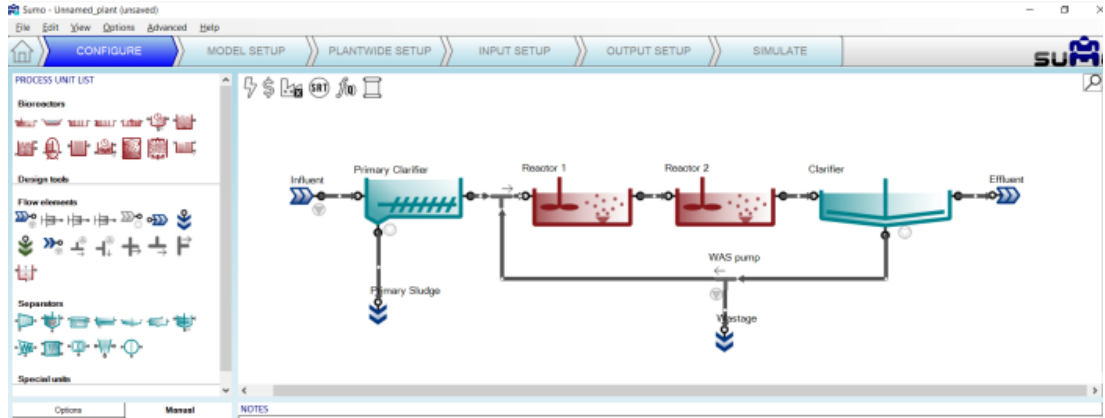 Sumo - Unnamed_plant (unsaved)
File Edit View Options Advanced Help
CONFIGURE MODEL SETUP PLANTWIDE SETUP INPUT SETUP OUTPUT SETUP SIMULATE
PROCESS UNIT LIST
Bioreactors
Design tools
Flow elements
Separators
Special units
Options Manual
SRT
Influent
Primary Clarifier
Reactor 1
Reactor 2
Clarifier
Effluent
WAS pump
Primary Sludge
Wastage
NOTES